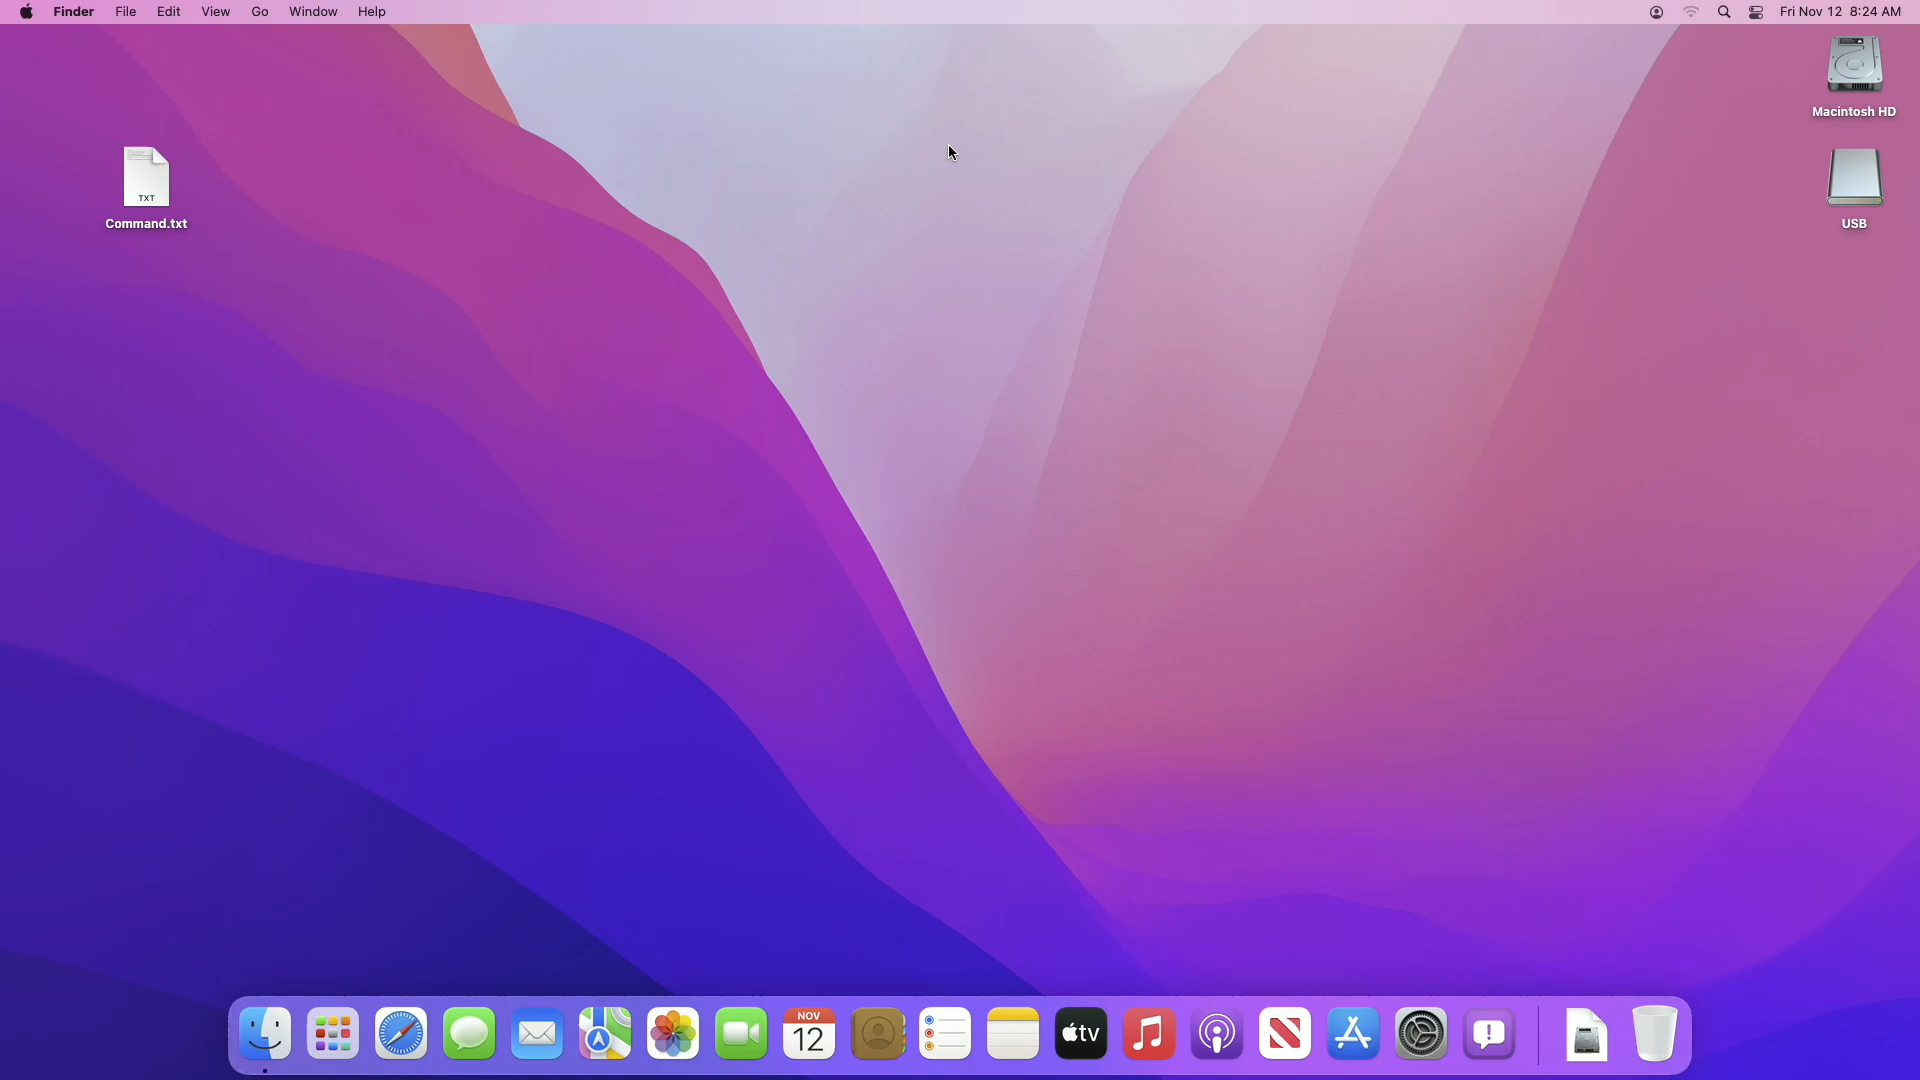 Finder File Edit View Go Window Help
Fri Nov 12 8:24 AM
Macintosh HD
TXT
Command.txt
USB
NOV
12
tv